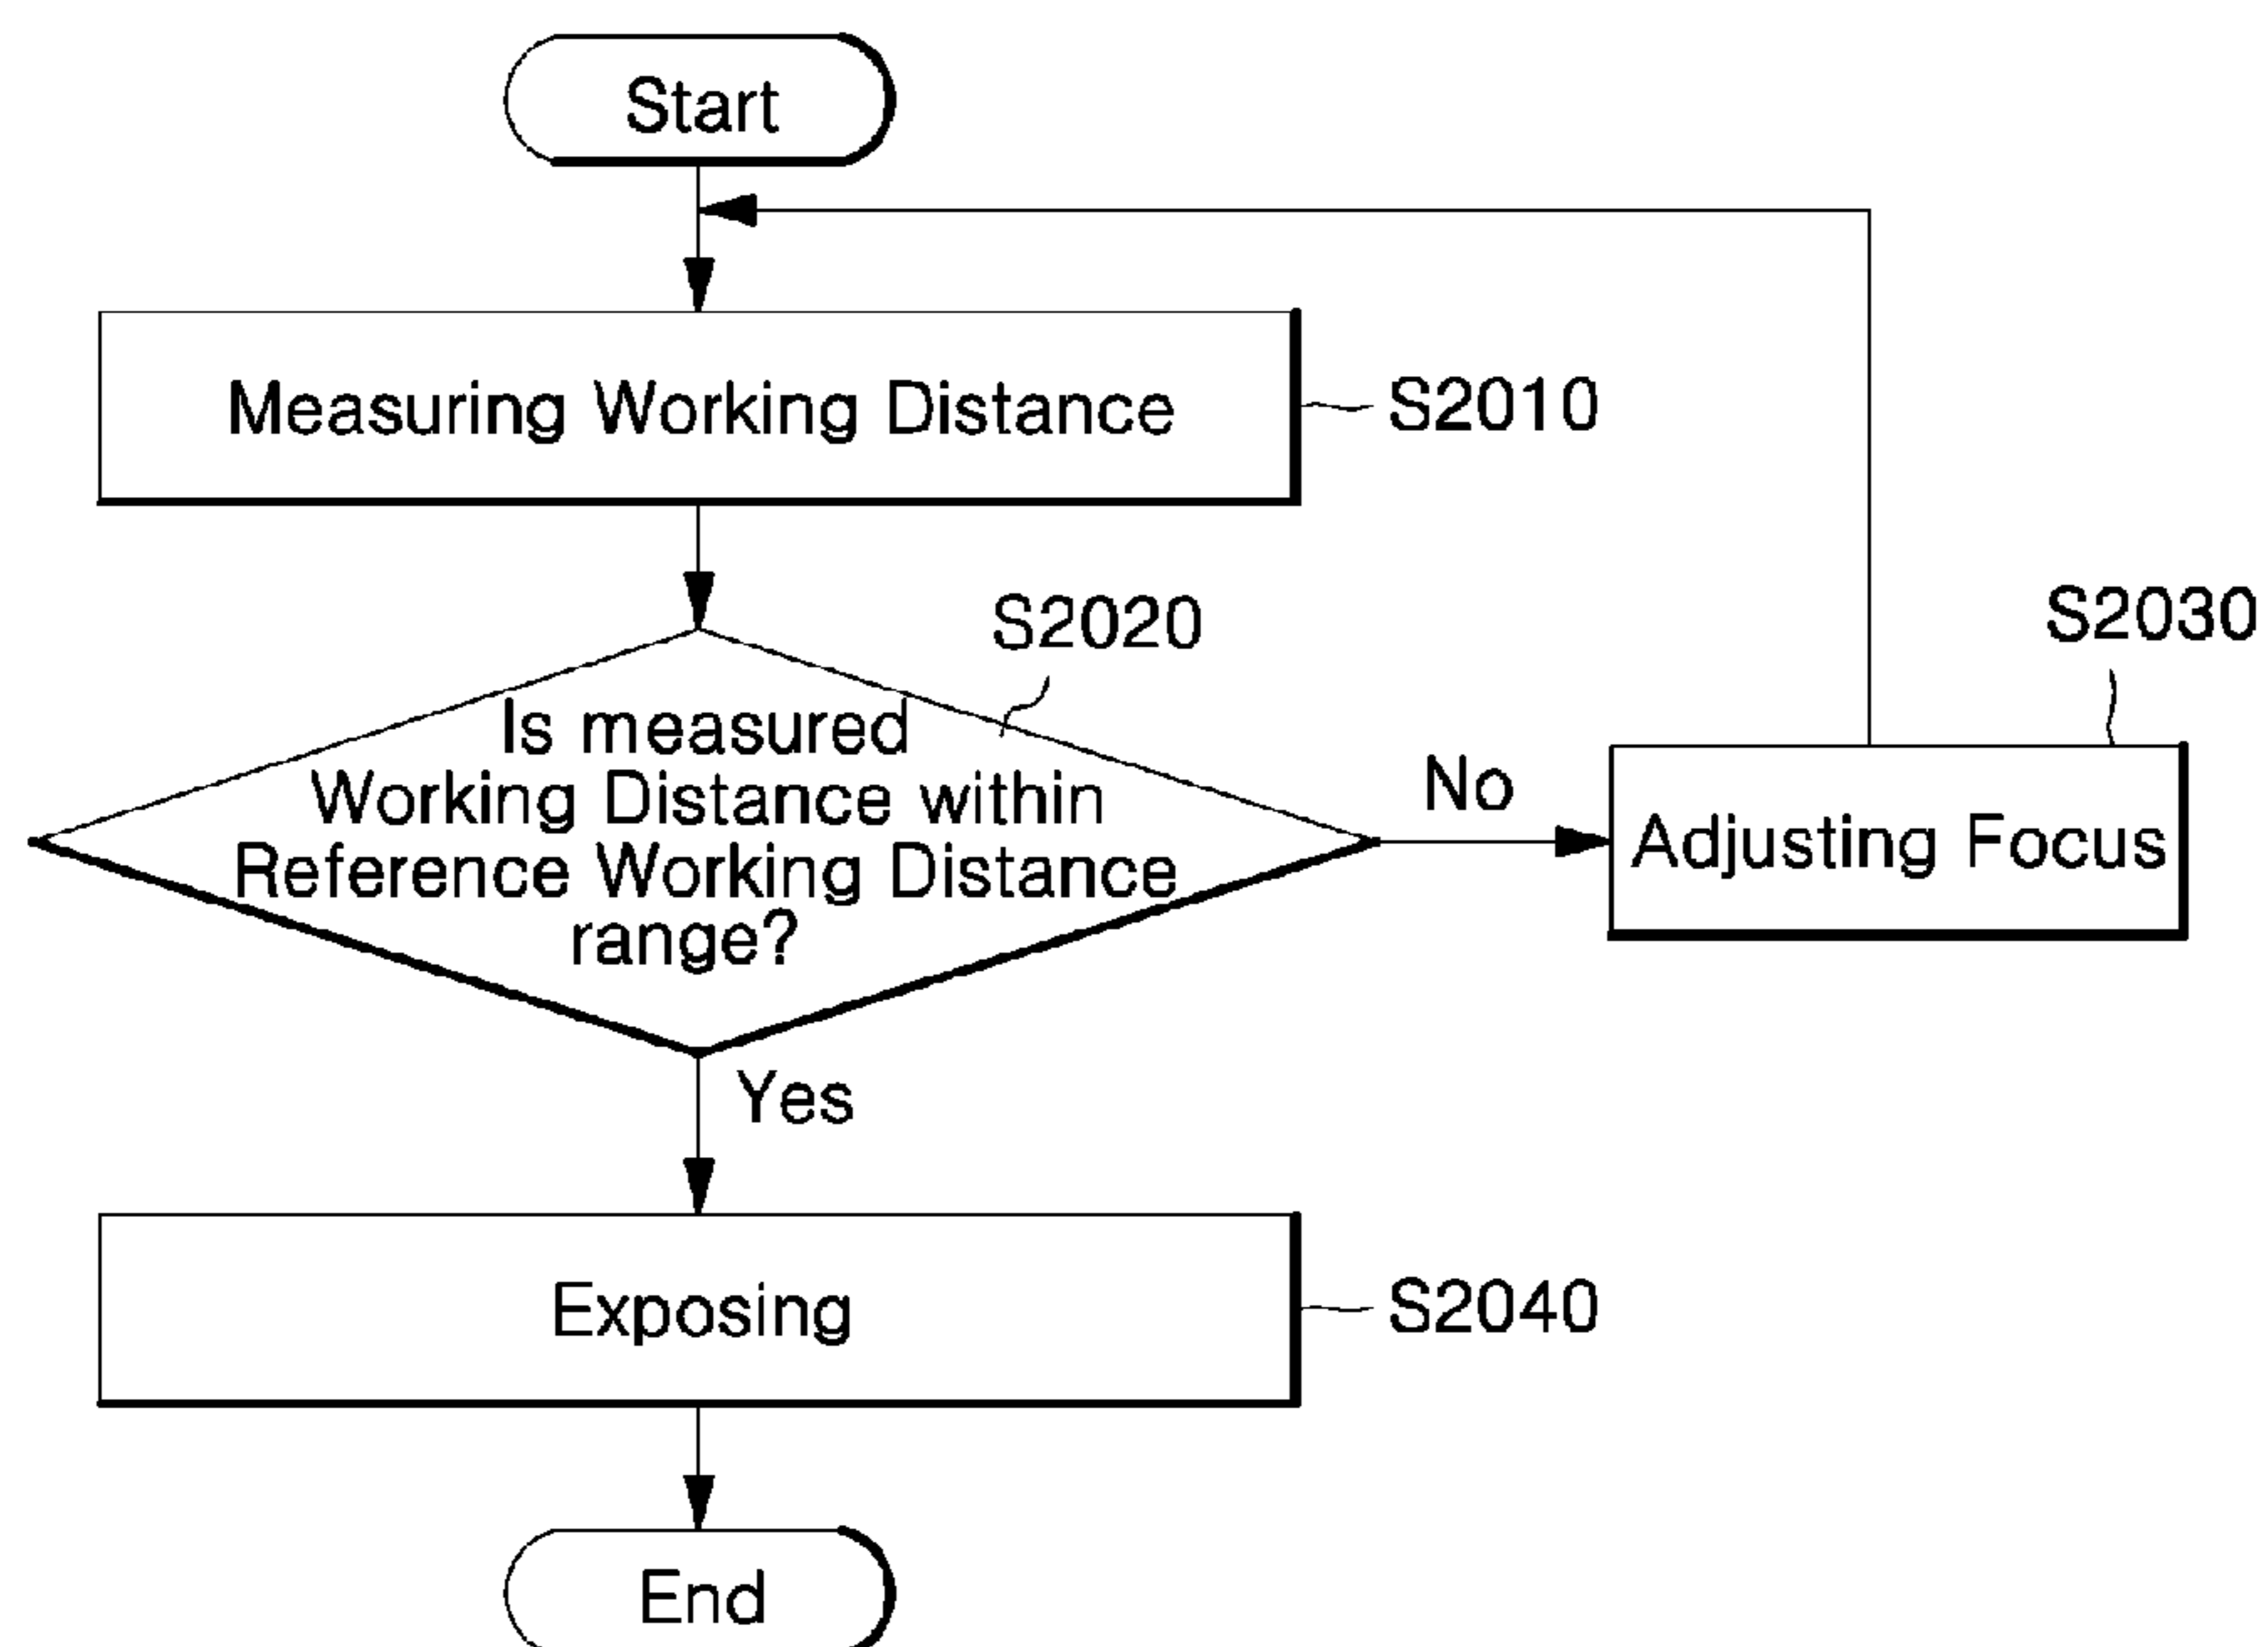 Start
Measuring Working Distance
S2010
S2020
Is measured
Working Distance within
Reference Working Distance
range?
No
S2030
Adjusting Focus
Yes
Exposing
S2040
End